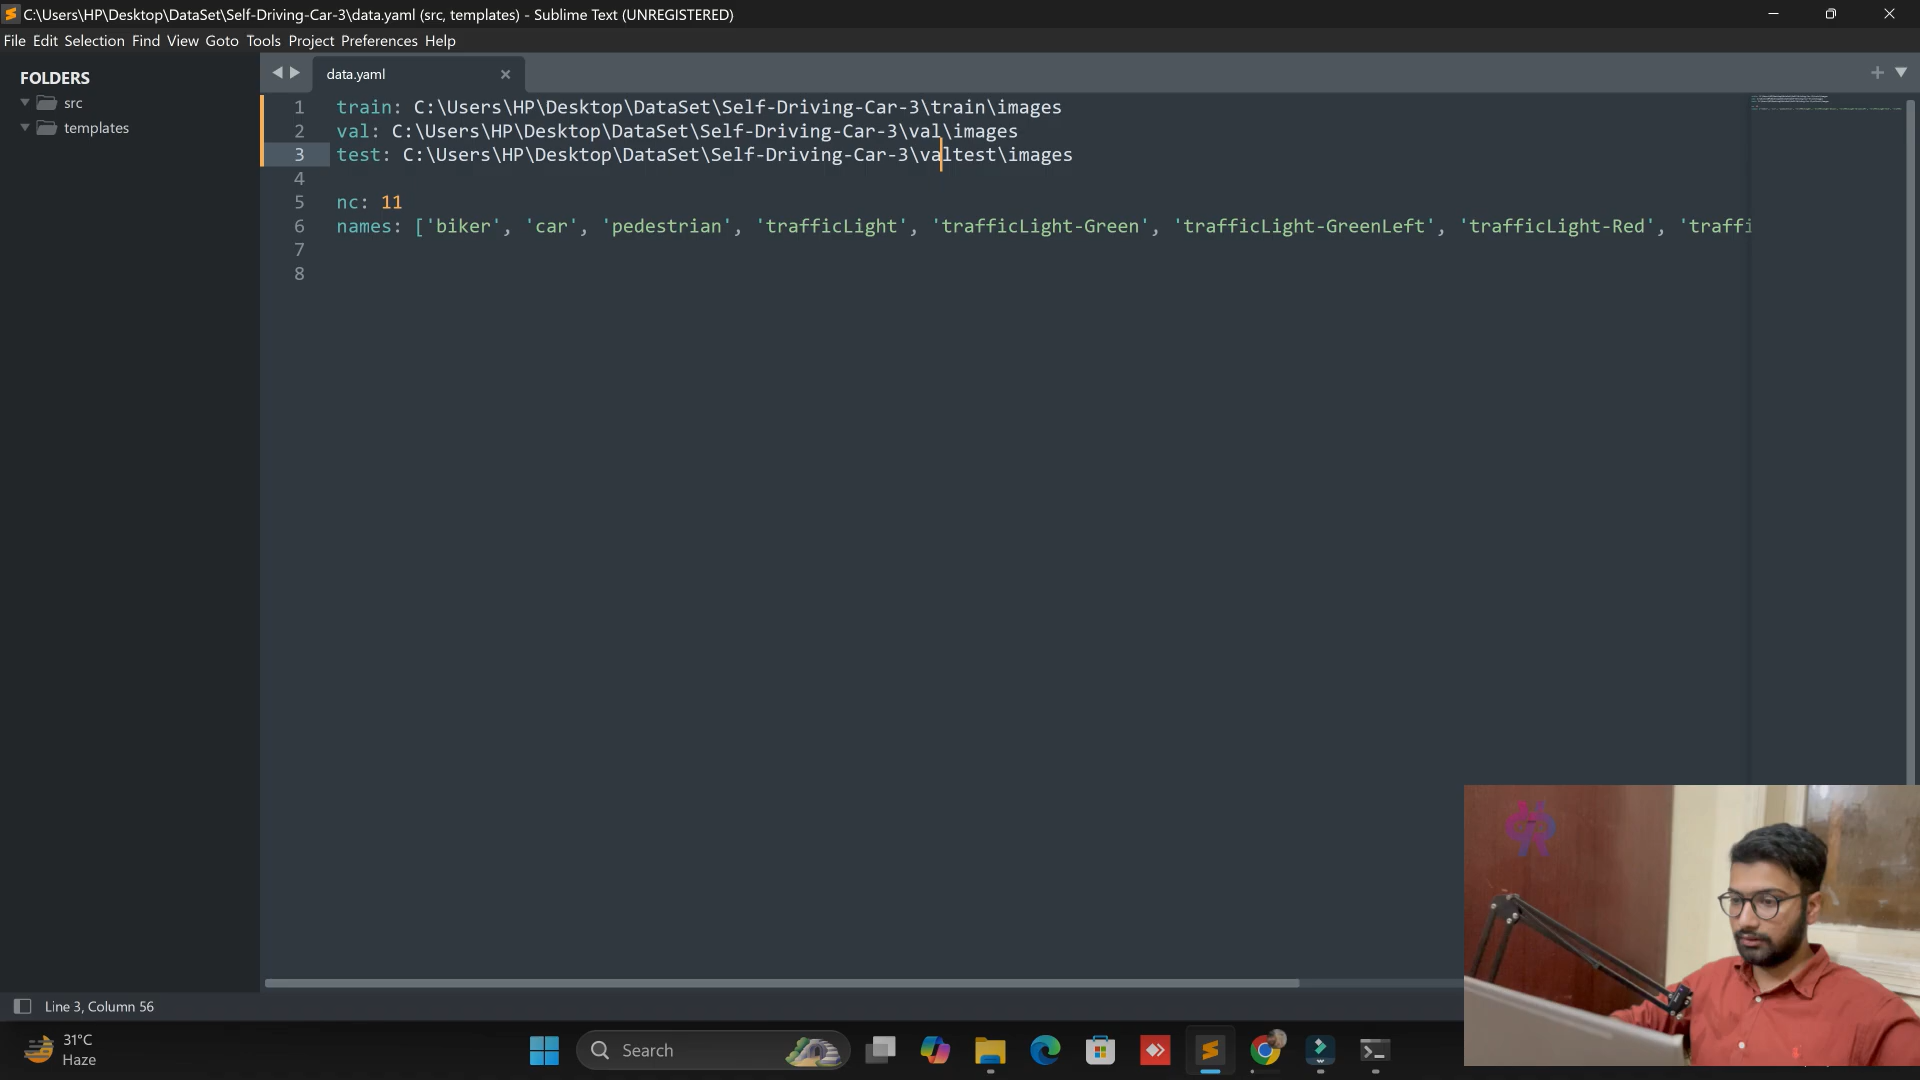 C:\Users\HP\Desktop\DataSet\Self-Driving-Car-3\data.yaml (src, templates) - Sublime Text (UNREGISTERED)
File Edit Selection Find View Goto Tools Project Preferences Help
FOLDERS
src
templates
data.yaml
1 train: C:\Users\HP\Desktop\DataSet\Self-Driving-Car-3\train\images
2 val: C:\Users\HP\Desktop\DataSet\Self-Driving-Car-3\val\images
3 test: C:\Users\HP\Desktop\DataSet\Self-Driving-Car-3\valtest\images
4
5 nc: 11
6 names: ['biker', 'car', 'pedestrian', 'trafficLight', 'trafficLight-Green', 'trafficLight-GreenLeft', 'trafficLight-Red', 'traffi
7
8
Line 3, Column 56
31°C
Haze
Search